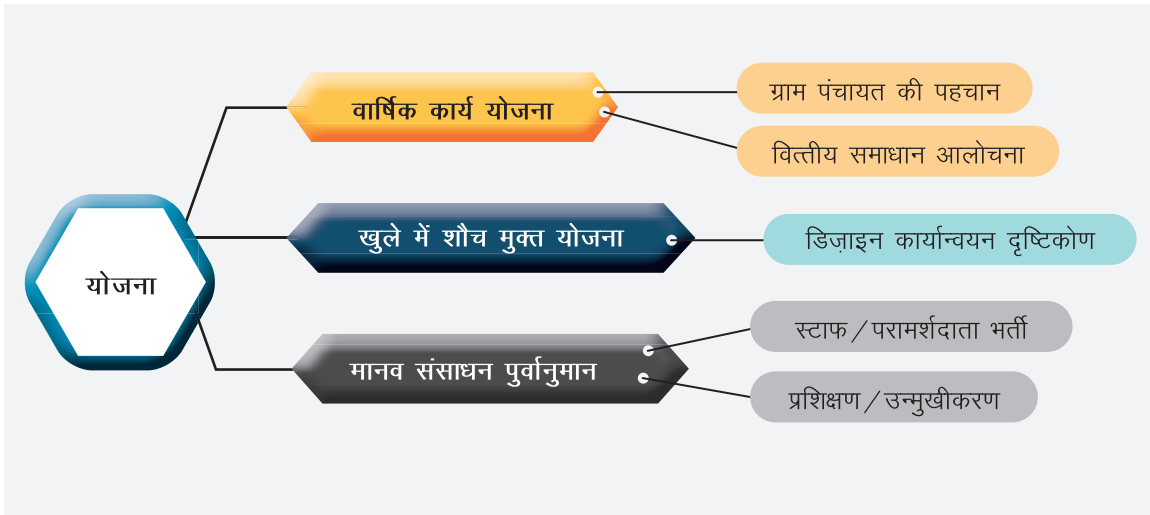 योजना
वार्षिक कार्य योजना
ग्राम पंचायत की पहचान
वित्तीय समाधान आलोचना
खुले में शौच मुक्त योजना
डिज़ाइन कार्यान्वयन दृष्टिकोण
मानव संसाधन पुर्वानुमान
स्टाफ/परामर्शदाता भर्ती
प्रशिक्षण/उन्मुखीकरण